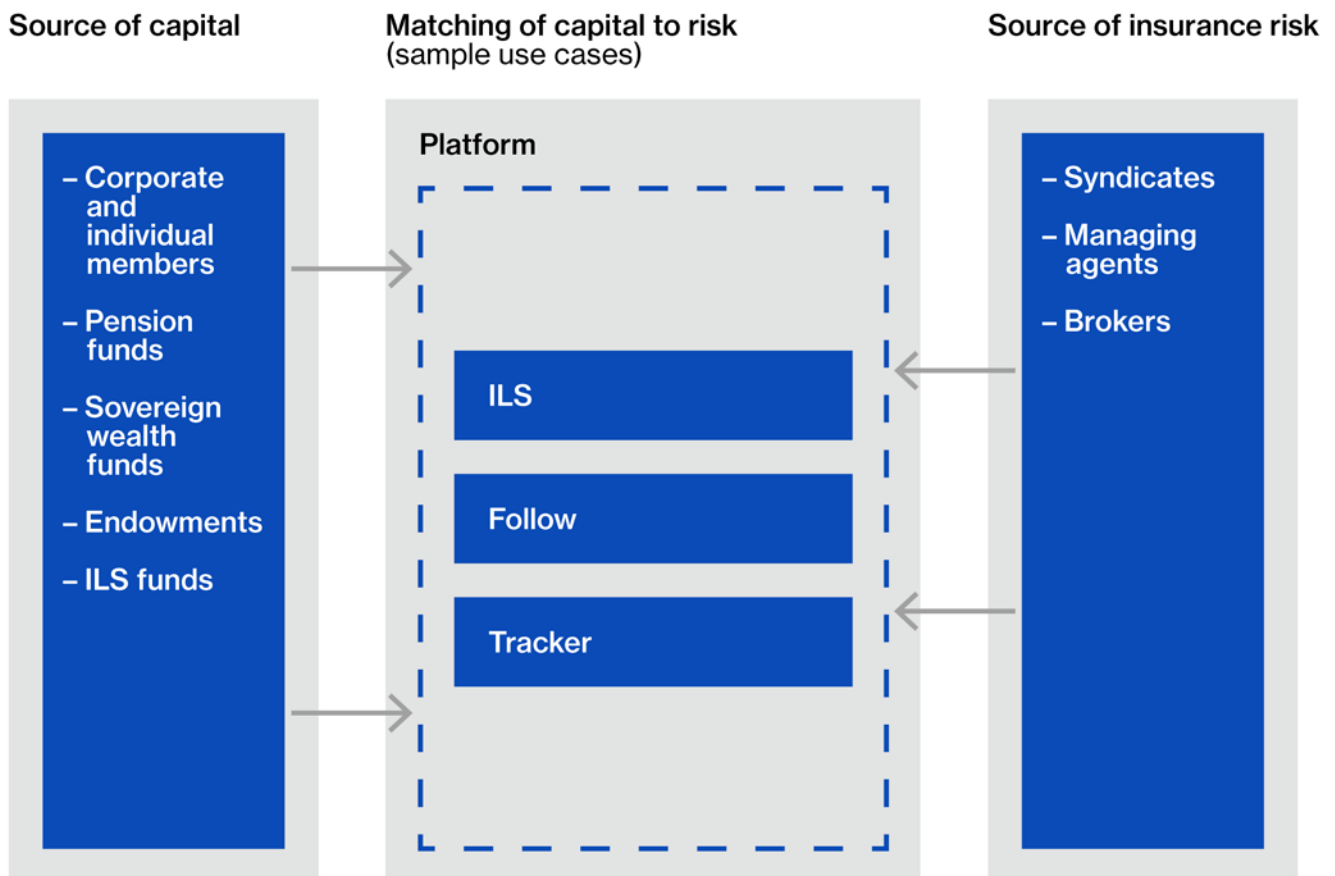 Source of capital
– Corporate
and
individual
members
– Pension
funds
– Sovereign
wealth
funds
– Endowments
– ILS funds
Matching of capital to risk
(sample use cases)
Platform
ILS
Follow
Tracker
Source of insurance risk
– Syndicates
– Managing
agents
– Brokers